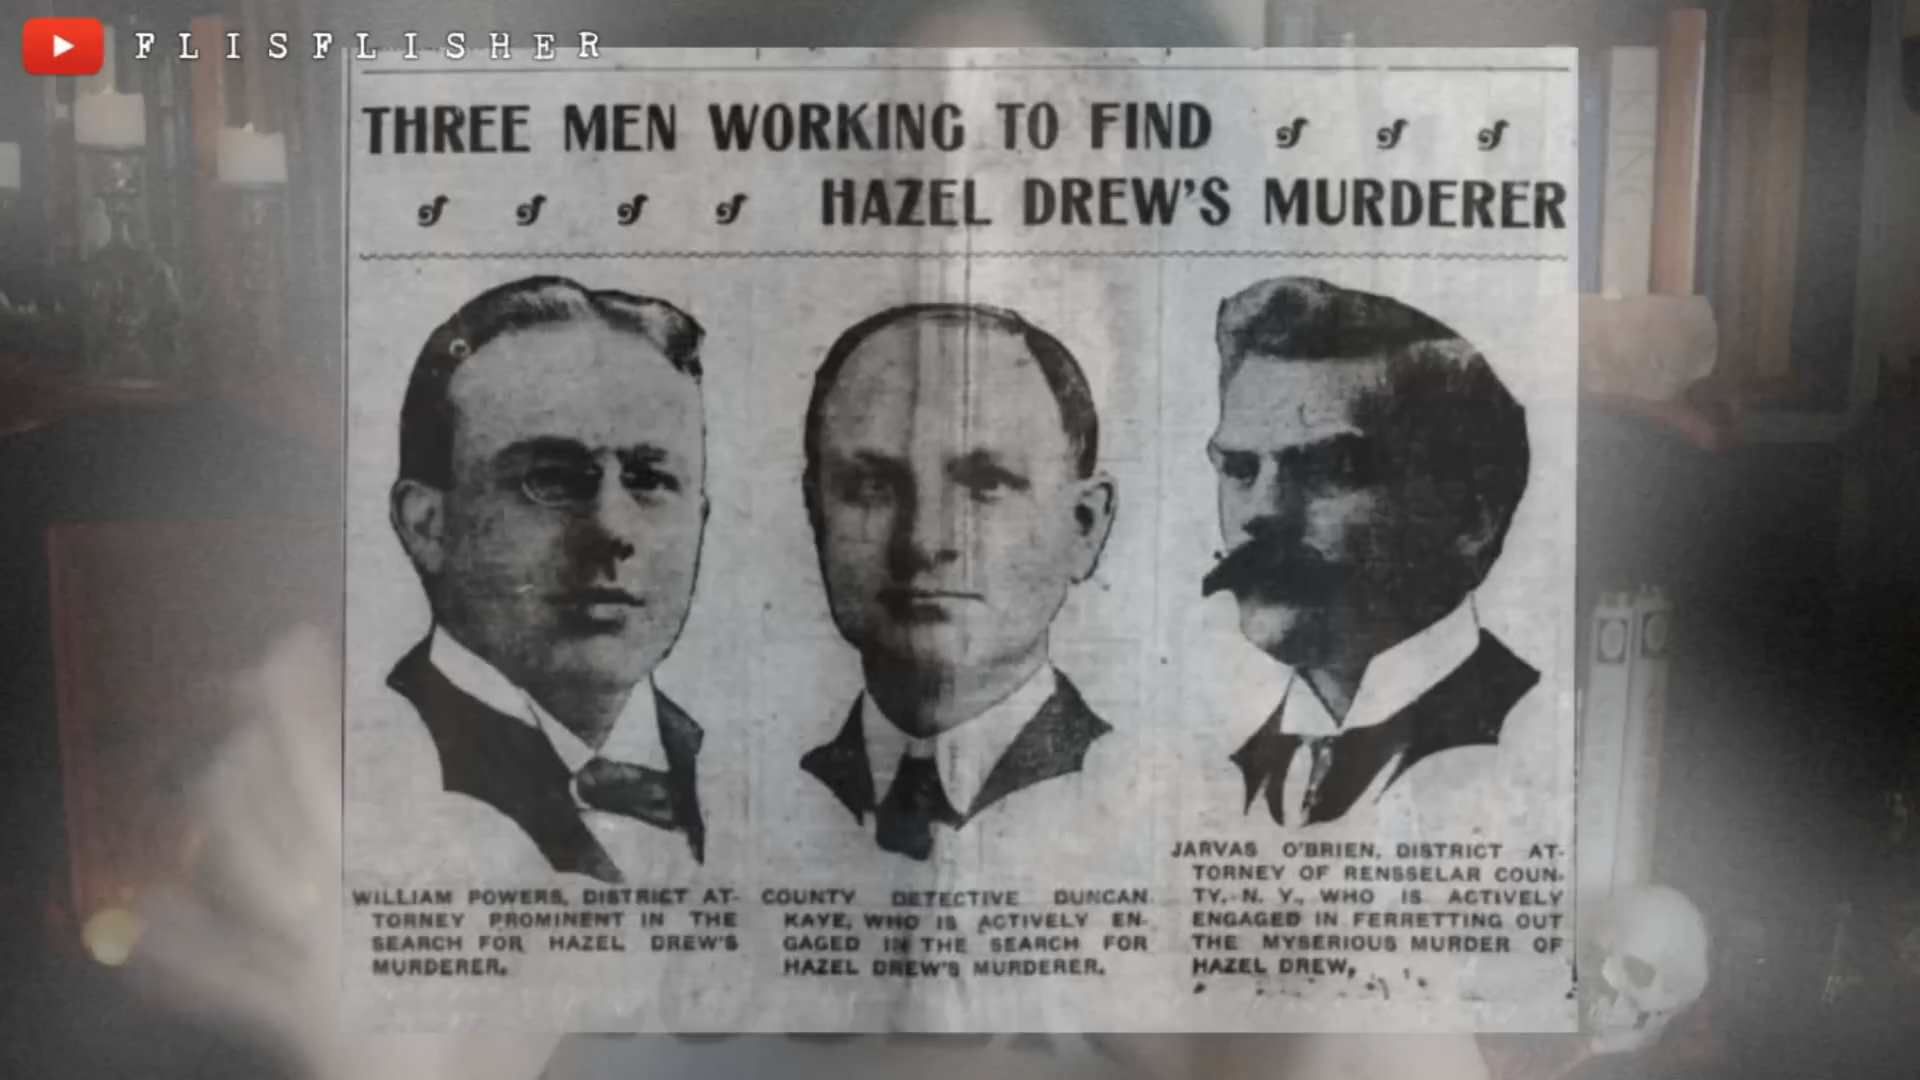 FLISFLISHER
THREE MEN WORKING TO FIND
HAZEL DREW'S MURDERER
WILLIAM POWERS, DISTRICT AT-
TORNEY PROMINENT IN THE
SEARCH FOR HAZEL DREW'S
MURDERER.
COUNTY DETECTIVE DUNCAN
KAYE, WHO IS ACTIVELY EN-
GAGED IN THE SEARCH FOR
HAZEL DREW'S MURDERER.
JARVAS O'BRIEN, DISTRICT AT-
TORNEY OF RENSSELAR COUN-
TY, N. Y., WHO IS ACTIVELY
ENGAGED IN FERRETTING OUT
THE MYSERIOUS MURDER OF
HAZEL DREW.
KING